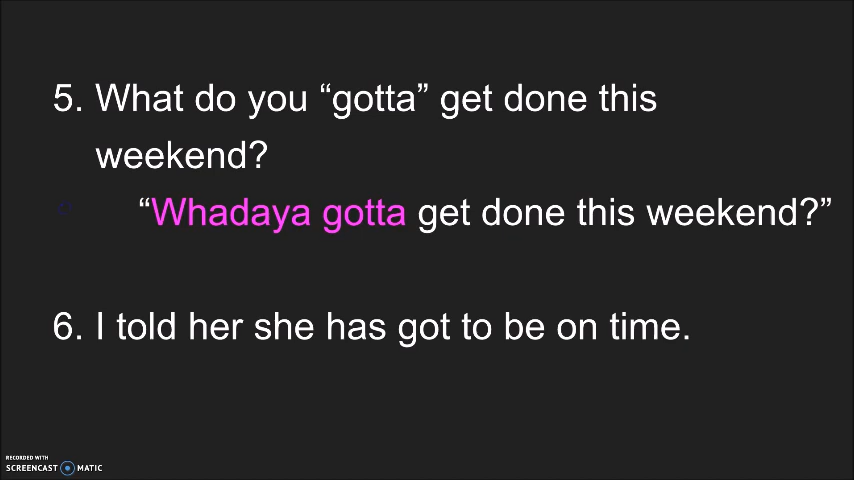 5. What do you “gotta” get done this
weekend?
“Whadaya gotta get done this weekend?”
6. I told her she has got to be on time.
RECORDED WITH
SCREENCAST MATIC